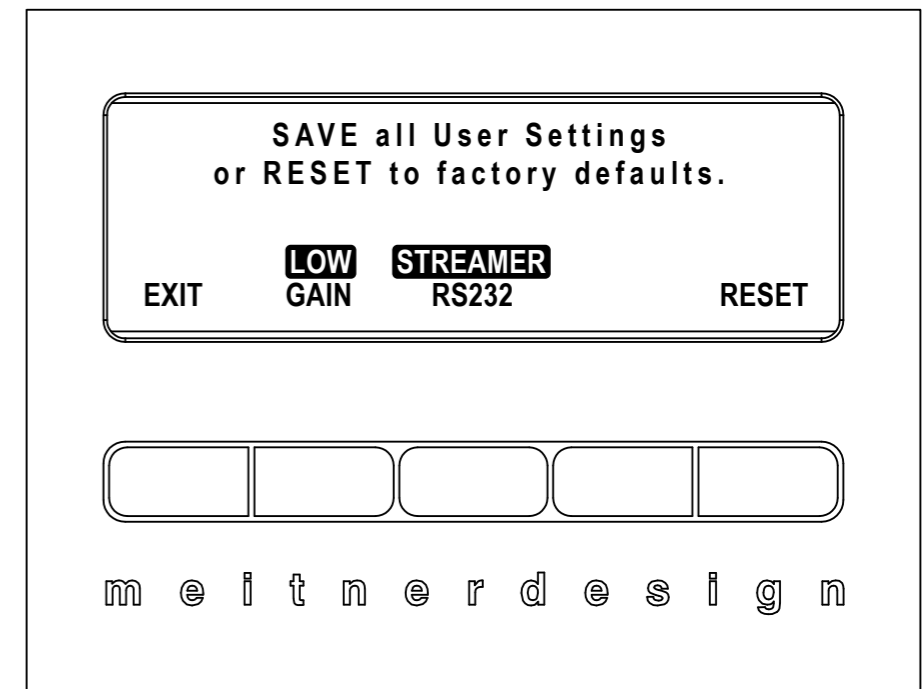 SAVE all User Settings
or RESET to factory defaults.
LOW STREAMER
EXIT GAIN RS232 RESET
meitnerdesign